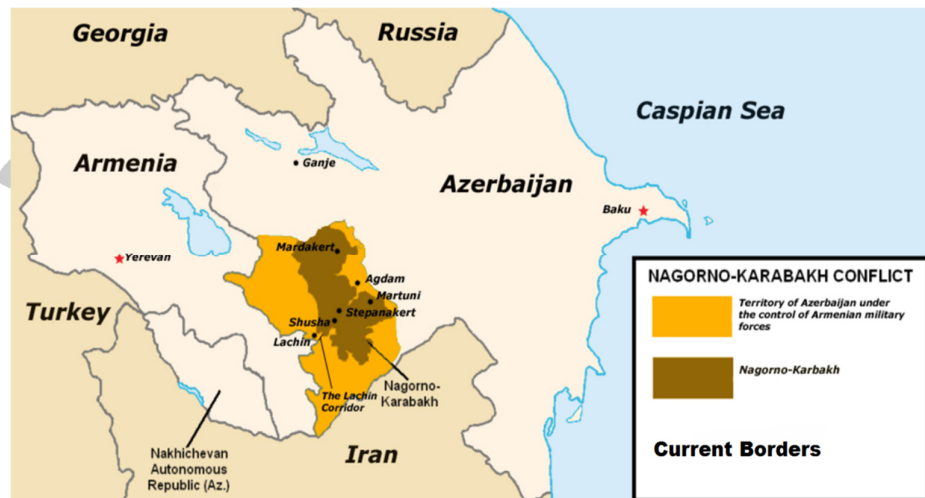 Georgia
Russia
Caspian Sea
Armenia
Ganje
Azerbaijan
Baku
Mardakert
Yerevan
Agdam
Martuni
Stepanakert
Turkey
Shusha
Lachin
The Lachin
Corridor
Nagorno-
Karabakh
Nakhichevan
Autonomous
Republic (Az.)
Iran
NAGORNO-KARABAKH CONFLICT
Territory of Azerbaijan under
the control of Armenian military
forces
Nagorno-Karbakh
Current Borders